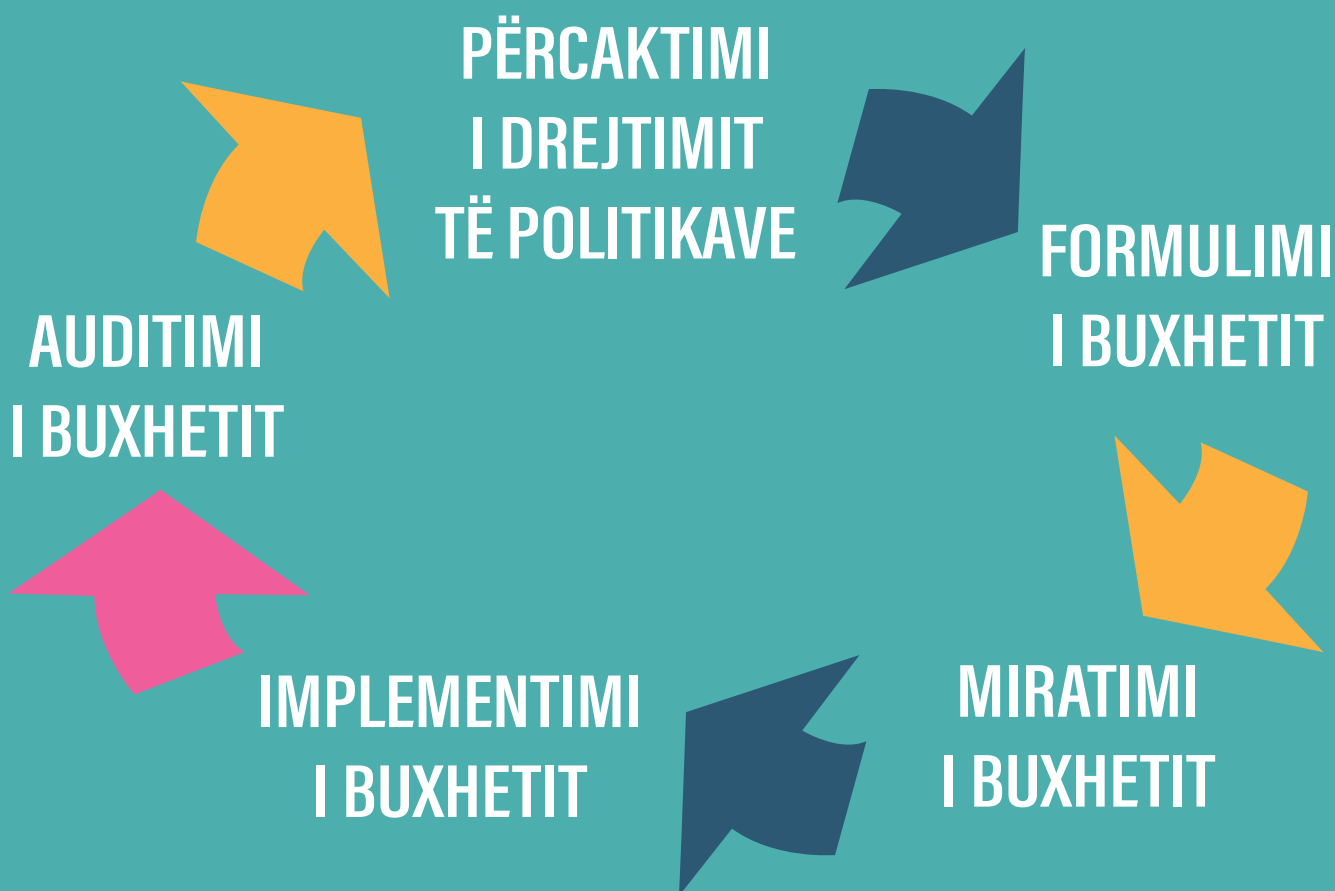 PËRCAKTIMI
I DREJTIMIT
TË POLITIKAVE
FORMULIMI
I BUXHETIT
MIRATIMI
I BUXHETIT
IMPLEMENTIMI
I BUXHETIT
AUDITIMI
I BUXHETIT